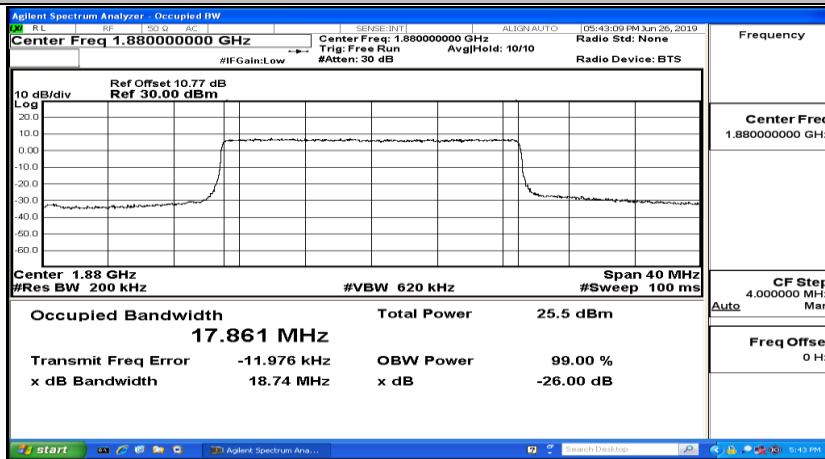 Agilent Spectrum Analyzer - Occupied BW
LXI RL RF 50 Ω AC SENSE:INT ALIGN AUTO 05:43:09 PM Jun 26, 2019
Center Freq 1.880000000 GHz
Center Freq: 1.880000000 GHz Radio Std: None
Trig: Free Run Avg|Hold: 10/10
#IFGain:Low #Atten: 30 dB Radio Device: BTS
Frequency
Ref Offset 10.77 dB
10 dB/div Ref 30.00 dBm
Log
20.0
10.0
0.00
-10.0
-20.0
-30.0
-40.0
-50.0
-60.0
Center Freq
1.880000000 GHz
Center 1.88 GHz Span 40 MHz
#Res BW 200 kHz #VBW 620 kHz #Sweep 100 ms
CF Step
4.000000 MHz
Auto Man
Occupied Bandwidth Total Power 25.5 dBm
17.861 MHz
Transmit Freq Error -11.976 kHz OBW Power 99.00 %
x dB Bandwidth 18.74 MHz x dB -26.00 dB
Freq Offse
0 Hz
start Agilent Spectrum Ana... Search Desktop 5:43 PM